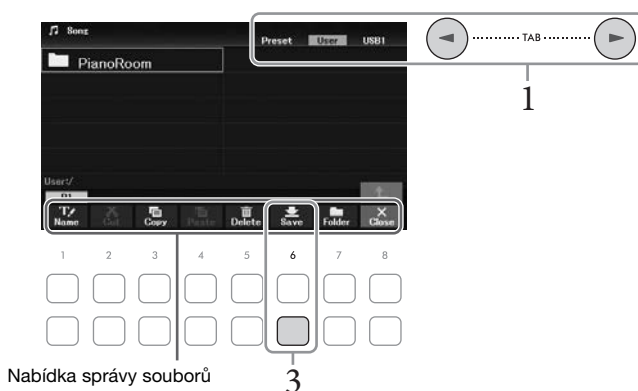 Song
Preset User USB1
TAB
PianoRoom
1
User:/
P1
Name Cut Copy Paste Delete Save Folder Close
1 2 3 4 5 6 7 8
Nabídka správy souborů
3